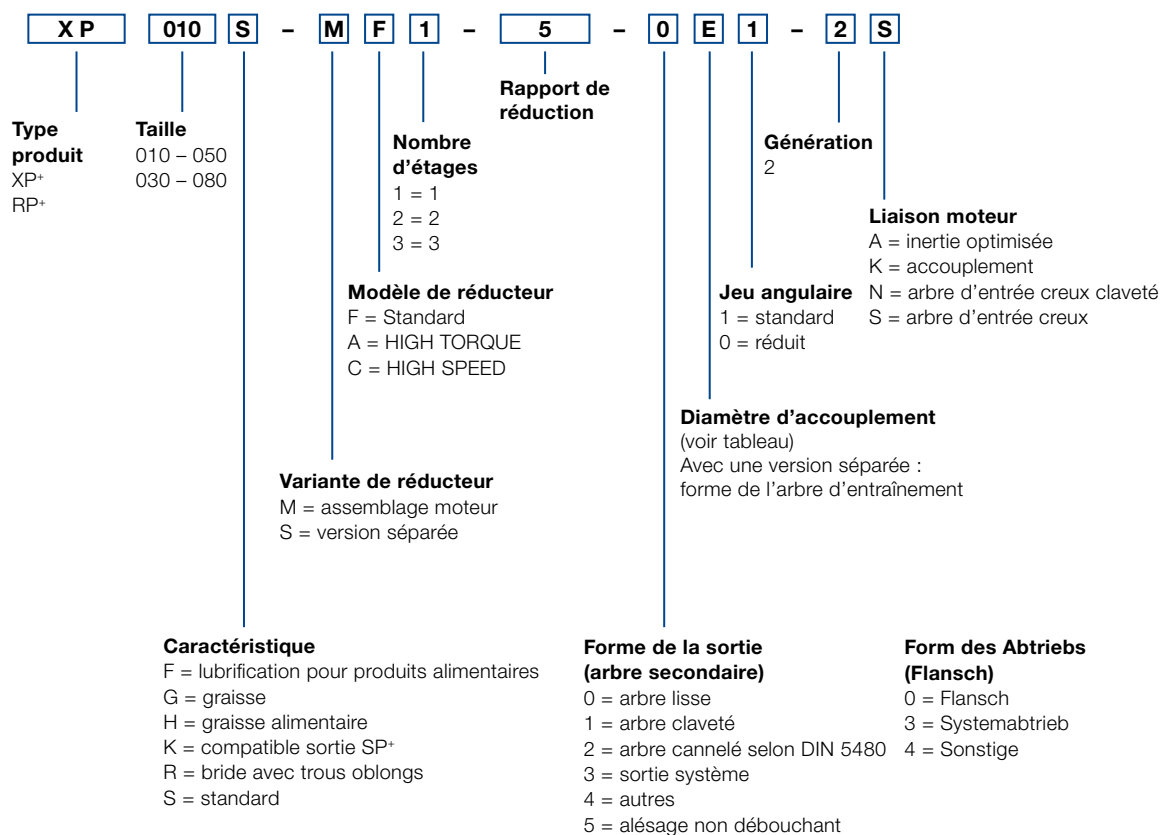 X P 010 S – M F 1 – 5 – 0 E 1 – 2 S
Type
produit
XP+
RP+
Taille
010 – 050
030 – 080
Nombre
d'étages
1 = 1
2 = 2
3 = 3
Rapport de
réduction
Génération
2
Liaison moteur
A = inertie optimisée
K = accouplement
N = arbre d'entrée creux claveté
S = arbre d'entrée creux
Modèle de réducteur
F = Standard
A = HIGH TORQUE
C = HIGH SPEED
Jeu angulaire
1 = standard
0 = réduit
Diamètre d'accouplement
(voir tableau)
Avec une version séparée :
forme de l'arbre d'entraînement
Variante de réducteur
M = assemblage moteur
S = version séparée
Caractéristique
F = lubrification pour produits alimentaires
G = graisse
H = graisse alimentaire
K = compatible sortie SP+
R = bride avec trous oblongs
S = standard
Forme de la sortie
(arbre secondaire)
0 = arbre lisse
1 = arbre claveté
2 = arbre cannelé selon DIN 5480
3 = sortie système
4 = autres
5 = alésage non débouchant
Form des Abtriebs
(Flansch)
0 = Flansch
3 = Systemabtrieb
4 = Sonstige